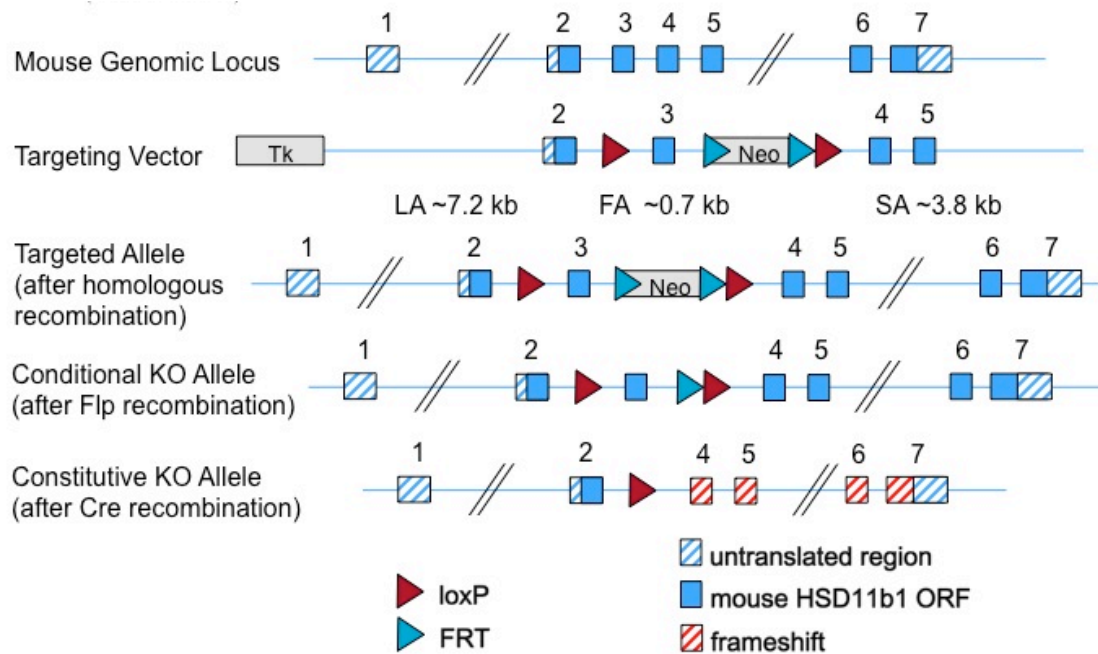 1 2 3 4 5 6 7
Mouse Genomic Locus
2 3 4 5
Targeting Vector
Tk Neo
LA ~7.2 kb FA ~0.7 kb SA ~3.8 kb
Targeted Allele
(after homologous
recombination)
1 2 3 4 5 6 7
Neo
Conditional KO Allele
(after Flp recombination)
1 2 4 5 6 7
Constitutive KO Allele
(after Cre recombination)
1 2 4 5 6 7
loxP
FRT
untranslated region
mouse HSD11b1 ORF
frameshift